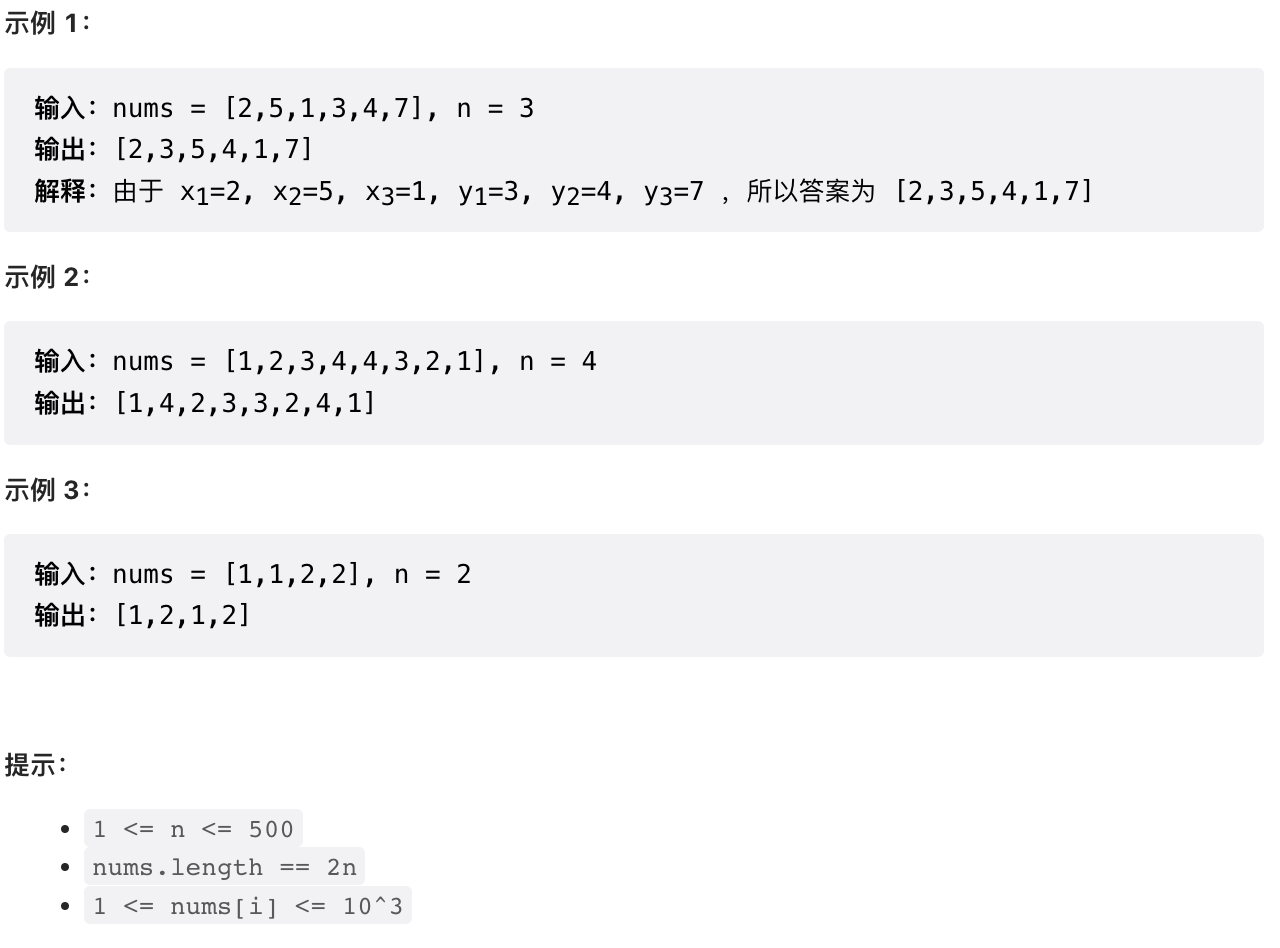 示例 1：
输入：nums = [2,5,1,3,4,7], n = 3
输出：[2,3,5,4,1,7]
解释：由于 x₁=2, x₂=5, x₃=1, y₁=3, y₂=4, y₃=7 ，所以答案为 [2,3,5,4,1,7]
示例 2：
输入：nums = [1,2,3,4,4,3,2,1], n = 4
输出：[1,4,2,3,3,2,4,1]
示例 3：
输入：nums = [1,1,2,2], n = 2
输出：[1,2,1,2]
提示：
• 1 <= n <= 500
• nums.length == 2n
• 1 <= nums[i] <= 10^3